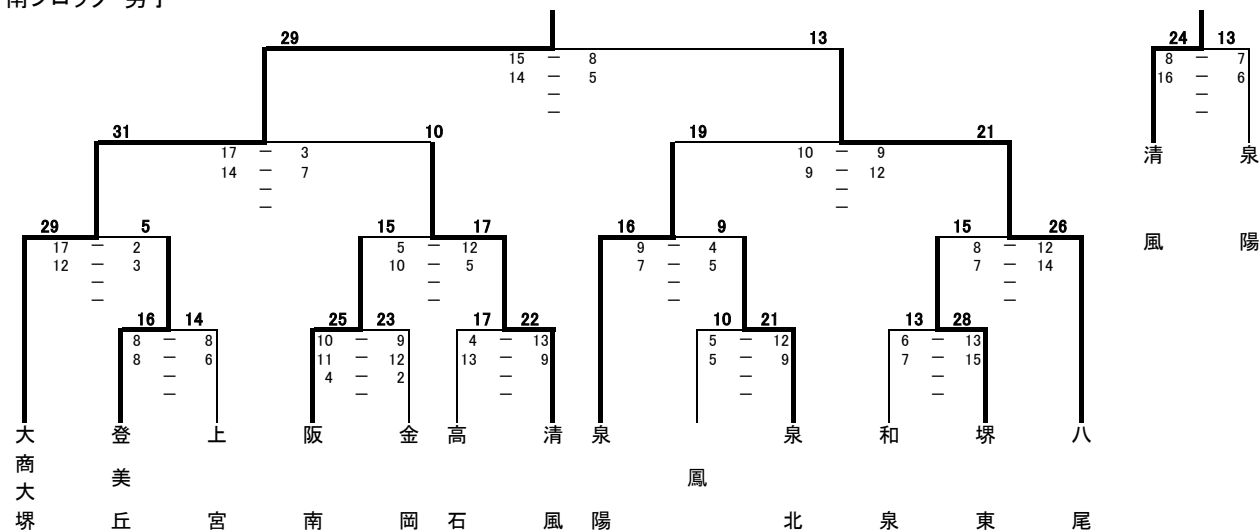 南ブロック 男子
29 13 24 13
15 ― 8 8 ― 7
14 ― 5 16 ― 6
― ―
― ―
31 10 19 21
17 ― 3 10 ― 9 清風 泉陽
14 ― 7 9 ― 12
― ―
― ―
29 5 15 17 16 9 15 26
17 ― 2 5 ― 12 9 ― 4 8 ― 12
12 ― 3 10 ― 5 7 ― 5 7 ― 14
― ― ― ―
― ― ― ―
16 14 25 23 17 22 10 21 13 28
8 ― 8 10 ― 9 4 ― 13 5 ― 12 6 ― 13
8 ― 6 11 ― 12 13 ― 9 5 ― 9 7 ― 15
― 4 ― 2 ― ― ―
― ― ― ― ―
大商大堺 登美丘 上宮 阪南 金岡 高石 清風 泉陽 鳳 泉北 和泉 堺東 八尾